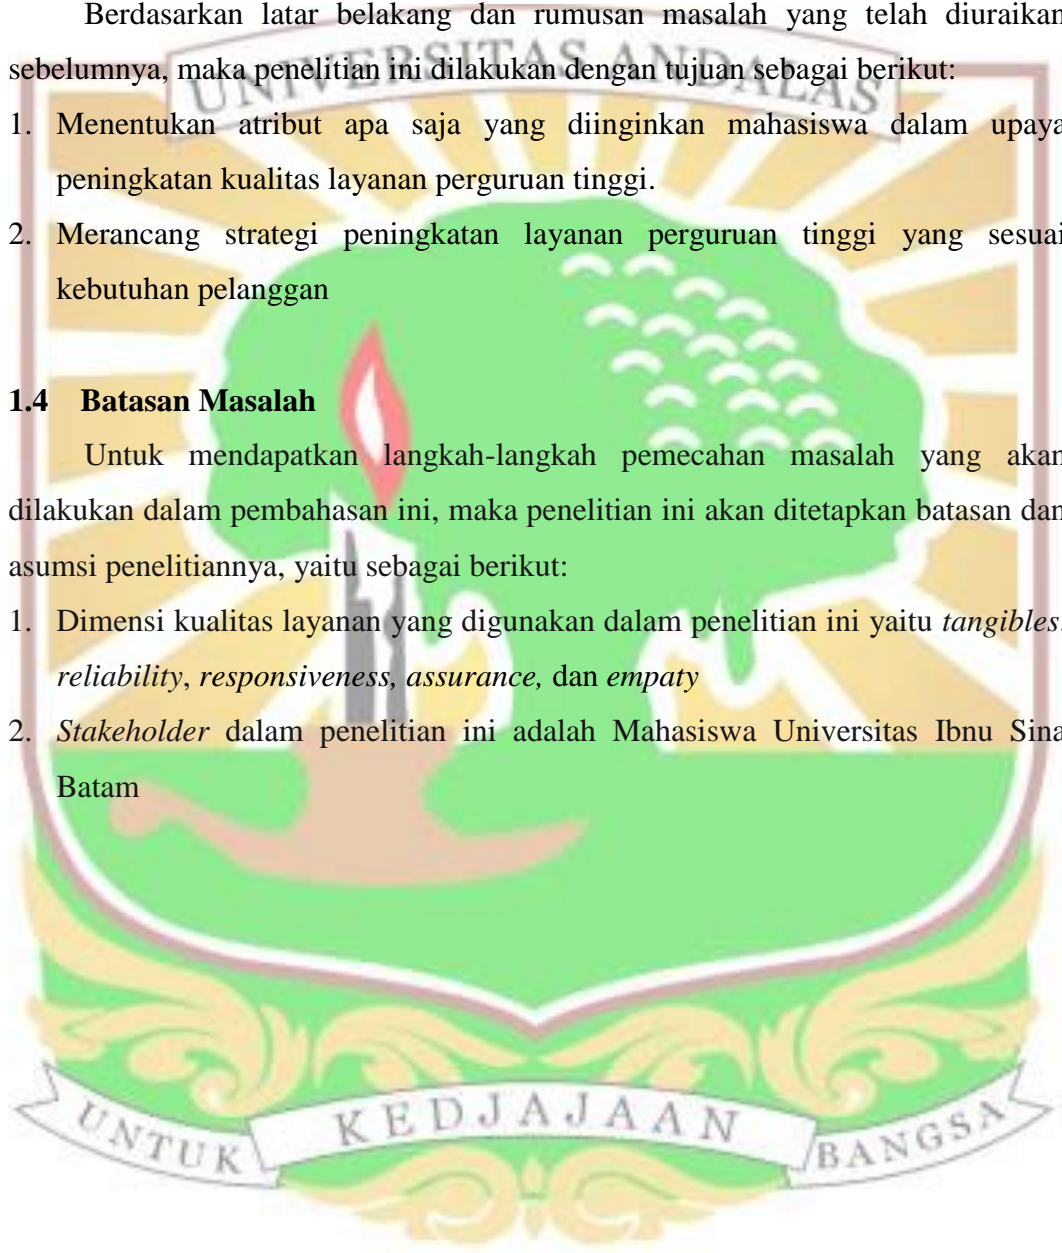 Berdasarkan latar belakang dan rumusan masalah yang telah diuraikan
UNIVERSITAS ANDALAS
sebelumnya, maka penelitian ini dilakukan dengan tujuan sebagai berikut:
1. Menentukan atribut apa saja yang diinginkan mahasiswa dalam upaya
peningkatan kualitas layanan perguruan tinggi.
2. Merancang strategi peningkatan layanan perguruan tinggi yang sesuai
kebutuhan pelanggan
1.4 Batasan Masalah
Untuk mendapatkan langkah-langkah pemecahan masalah yang akan
dilakukan dalam pembahasan ini, maka penelitian ini akan ditetapkan batasan dan
asumsi penelitiannya, yaitu sebagai berikut:
1. Dimensi kualitas layanan yang digunakan dalam penelitian ini yaitu tangibles,
reliability, responsiveness, assurance, dan empaty
2. Stakeholder dalam penelitian ini adalah Mahasiswa Universitas Ibnu Sina
Batam
UNTUK KEDJAJAAN BANGSA